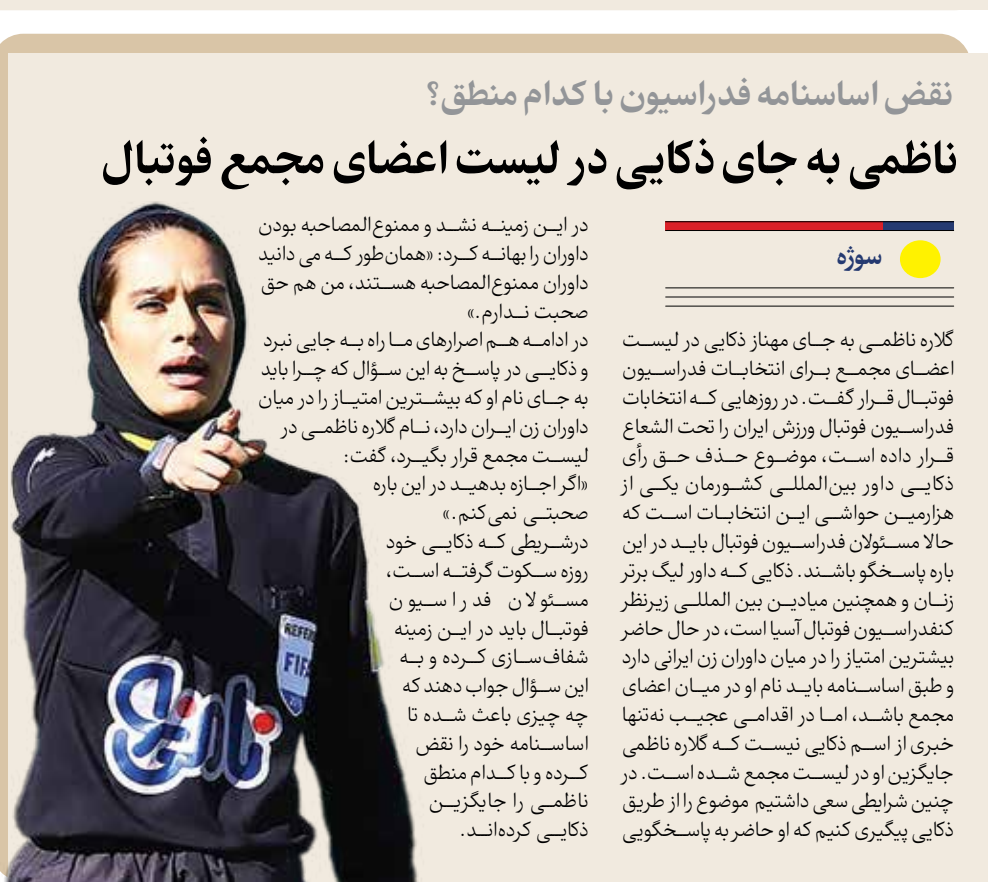 نقض اساسنامه فدراسیون با کدام منطق؟
ناظمی به جای ذکایی در لیست اعضای مجمع فوتبال
سوژه
گلاره ناظمی به جای مهناز ذکایی در لیست
اعضای مجمع برای انتخابات فدراسیون
فوتبال قرار گفت. در روزهایی که انتخابات
فدراسیون فوتبال ورزش ایران را تحت الشعاع
قرار داده است، موضوع حذف حق رأی
ذکایی داور بین‌المللی کشورمان یکی از
هزارمین حواشی این انتخابات است که
حالا مسئولان فدراسیون فوتبال باید در این
باره پاسخگو باشند. ذکایی که داور لیگ برتر
زنان و همچنین میادین بین المللی زیرنظر
کنفدراسیون فوتبال آسیا است، در حال حاضر
بیشترین امتیاز را در میان داوران زن ایرانی دارد
و طبق اساسنامه باید نام او در میان اعضای
مجمع باشد، اما در اقدامی عجیب نه‌تنها
خبری از اسم ذکایی نیست که گلاره ناظمی
جایگزین او در لیست مجمع شده است. در
چنین شرایطی سعی داشتیم موضوع را از طریق
ذکایی پیگیری کنیم که او حاضر به پاسخگویی
در این زمینه نشد و ممنوع‌المصاحبه بودن
داوران را بهانه کرد: «همان‌طور که می دانید
داوران ممنوع‌المصاحبه هستند، من هم حق
صحبت ندارم.»
در ادامه هم اصرارهای ما راه به جایی نبرد
و ذکایی در پاسخ به این سؤال که چرا باید
به جای نام او که بیشترین امتیاز را در میان
داوران زن ایران دارد، نام گلاره ناظمی در
لیست مجمع قرار بگیرد، گفت:
«اگر اجازه بدهید در این باره
صحبتی نمی‌کنم.»
درشریطی که ذکایی خود
روزه سکوت گرفته است،
مسئولان فدراسیون
فوتبال باید در این زمینه
شفاف‌سازی کرده و به
این سؤال جواب دهند که
چه چیزی باعث شده تا
اساسنامه خود را نقض
کرده و با کدام منطق
ناظمی را جایگزین
ذکایی کرده‌اند.
FIFA